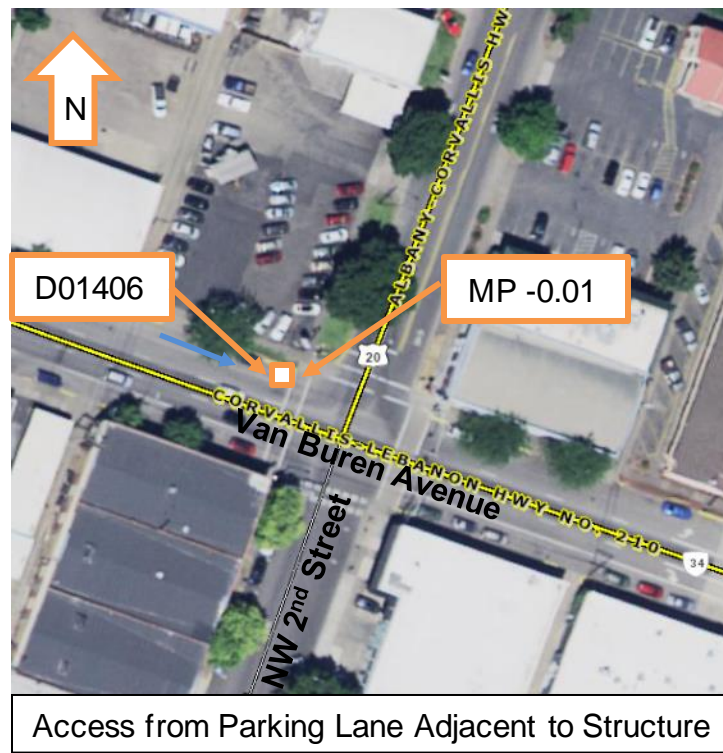 N
ALBANY-CORVALLIS HW
D01406
MP -0.01
20
CORVALLIS-LEBANON HWY NO. 210
Van Buren Avenue
34
NW 2nd Street
Access from Parking Lane Adjacent to Structure